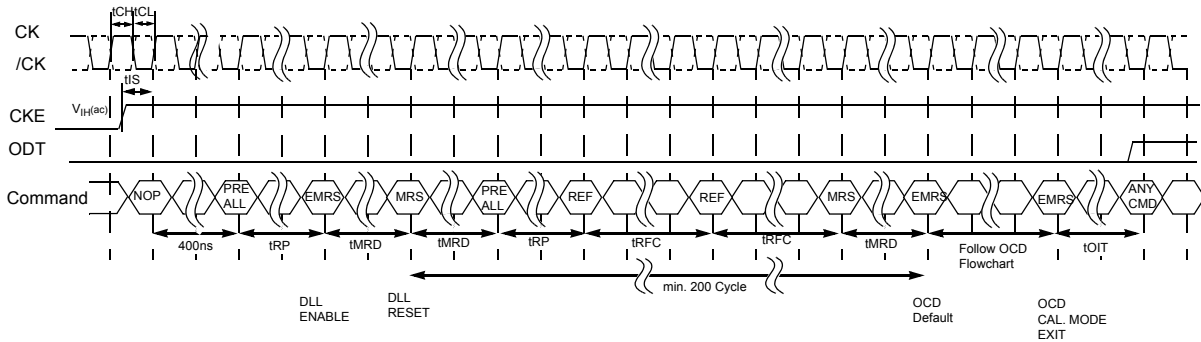 tCH tCL
CK
/CK
tIS
VIH(ac)
CKE
ODT
Command
NOP
PRE
ALL
EMRS
MRS
PRE
ALL
REF
REF
MRS
EMRS
EMRS
ANY
CMD
400ns
tRP
tMRD
tMRD
tRP
tRFC
tRFC
tMRD
Follow OCD
Flowchart
tOIT
min. 200 Cycle
DLL
ENABLE
DLL
RESET
OCD
Default
OCD
CAL. MODE
EXIT